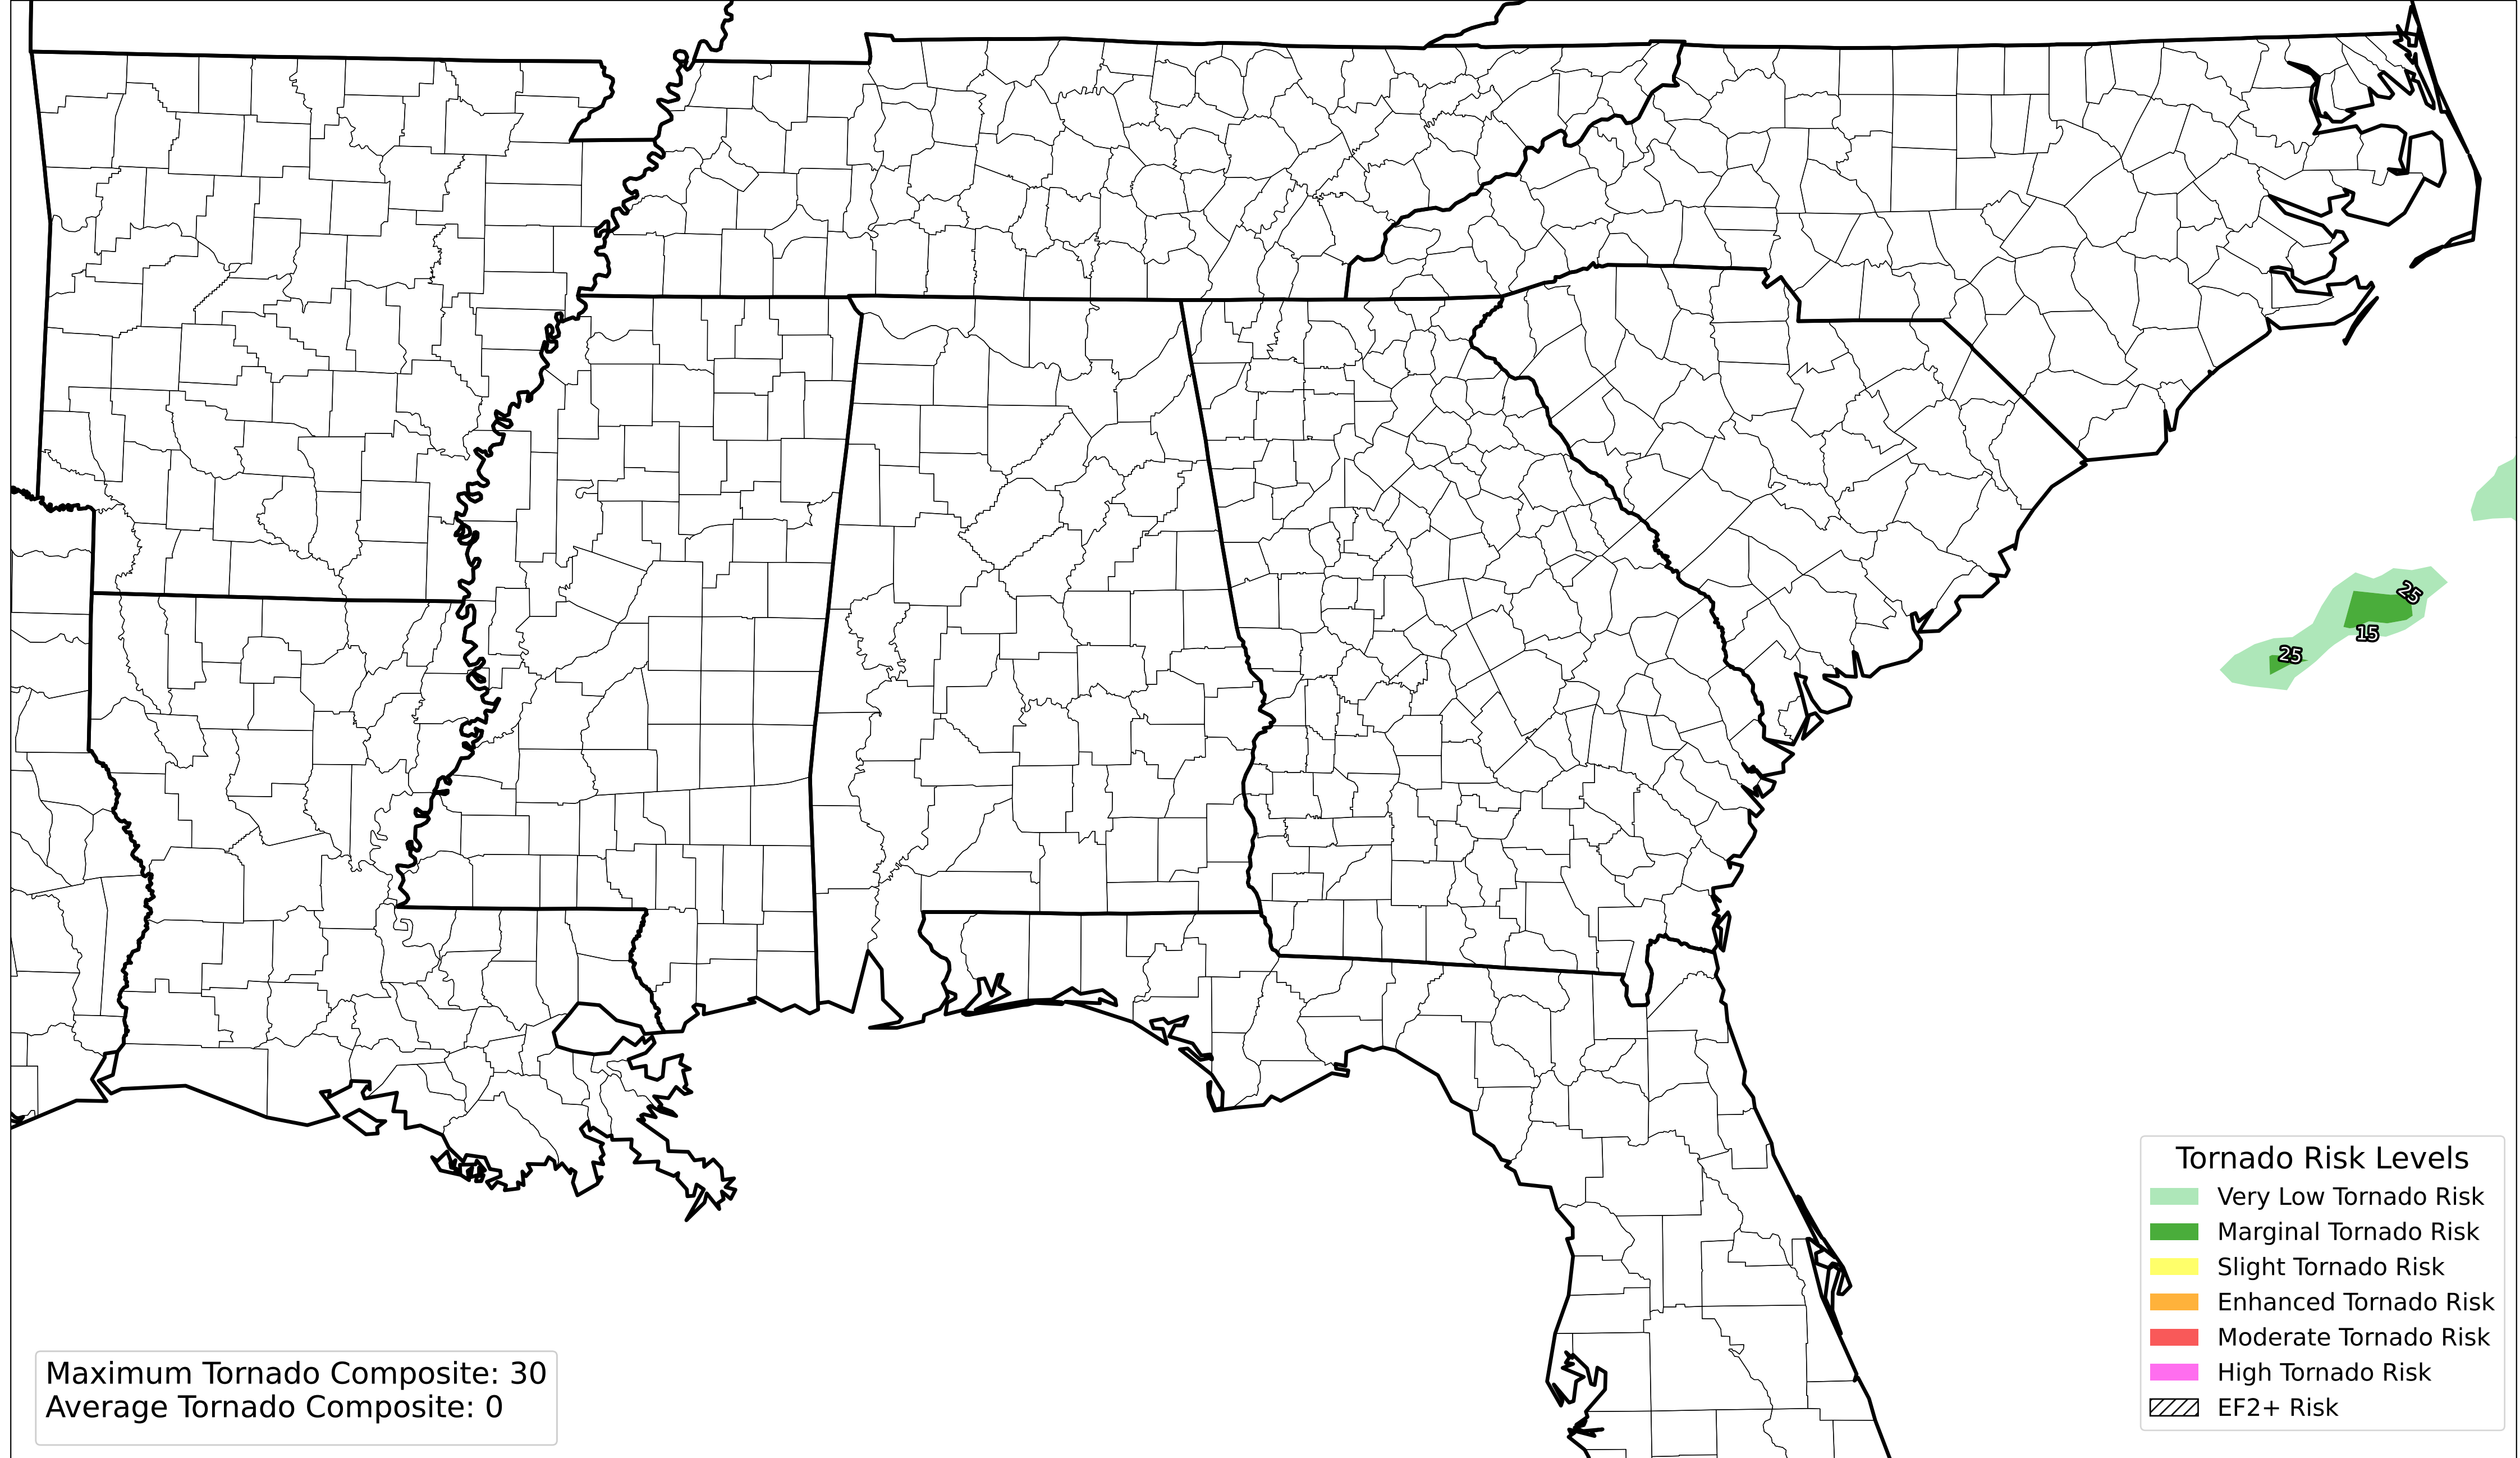 25
15
25
Tornado Risk Levels
Very Low Tornado Risk
Marginal Tornado Risk
Slight Tornado Risk
Enhanced Tornado Risk
Moderate Tornado Risk
High Tornado Risk
EF2+ Risk
Maximum Tornado Composite: 30
Average Tornado Composite: 0